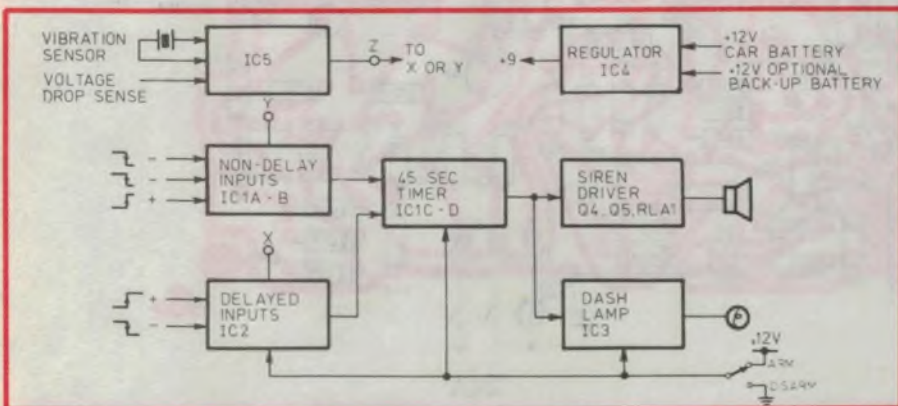 VIBRATION
SENSOR
VOLTAGE
DROP SENSE
IC5
Z
TO
X OR Y
+9
REGULATOR
IC4
+12V
CAR BATTERY
+12V OPTIONAL
BACK-UP BATTERY
Y
-
-
+
NON-DELAY
INPUTS
IC1A - B
45 SEC
TIMER
IC1C - D
SIREN
DRIVER
Q4, Q5, RLA1
X
+
-
DELAYED
INPUTS
IC2
DASH
LAMP
IC3
+12V
ARM
DISARM